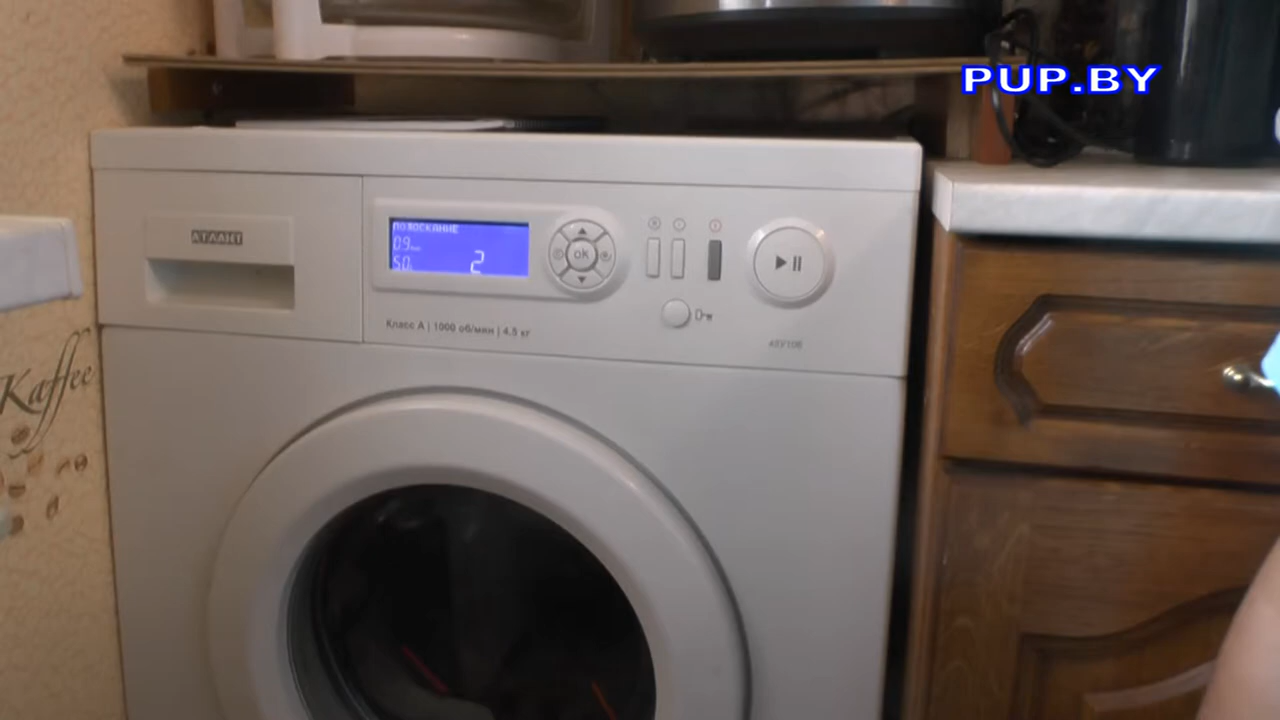 PUP.BY
АТЛАНТ
ПОЛОСКАНИЕ
09
50
2
OK
Класс А | 1000 об/мин | 4,5 кг
Kaffee